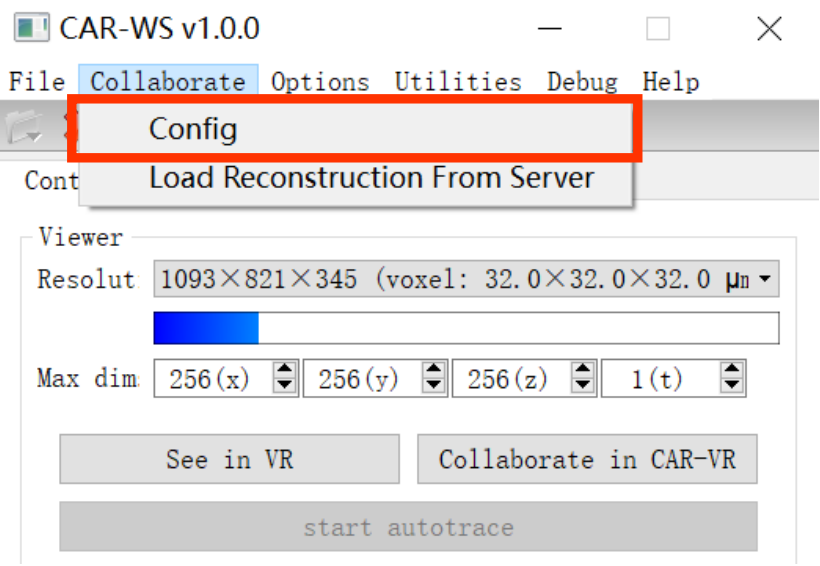 CAR-WS v1.0.0
File Collaborate Options Utilities Debug Help
Config
Load Reconstruction From Server
Cont
Viewer
Resolut 1093×821×345 (voxel: 32.0×32.0×32.0 μm
Max dim 256(x) 256(y) 256(z) 1(t)
See in VR Collaborate in CAR-VR
start autotrace